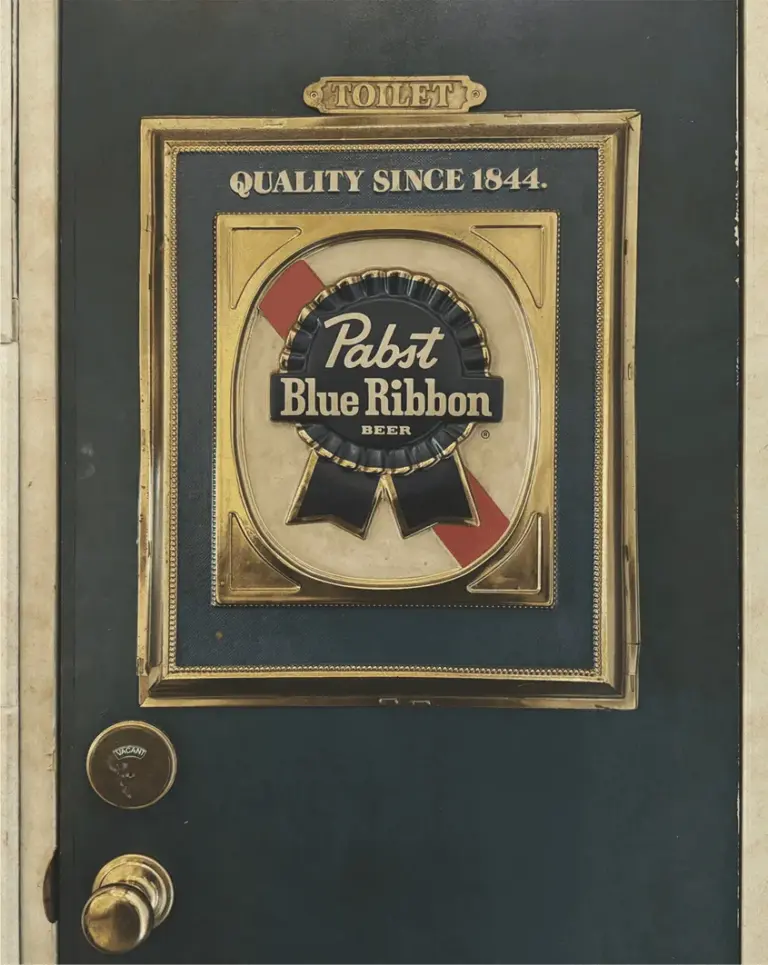 TOILET
QUALITY SINCE 1844.
Pabst
Blue Ribbon
BEER
®
VACANT